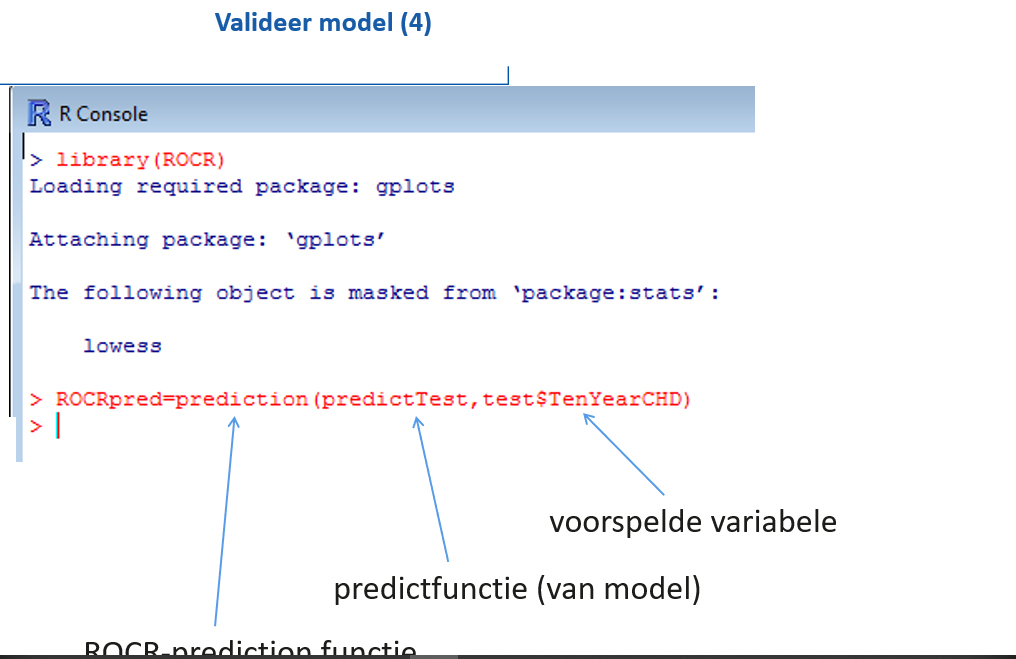 Valideer model (4)
R Console
> library(ROCR)
Loading required package: gplots
Attaching package: ‘gplots’
The following object is masked from ‘package:stats’:
lowess
> ROCRpred=prediction(predictTest,test$TenYearCHD)
>
voorspelde variabele
predictfunctie (van model)
ROCR-prediction functie